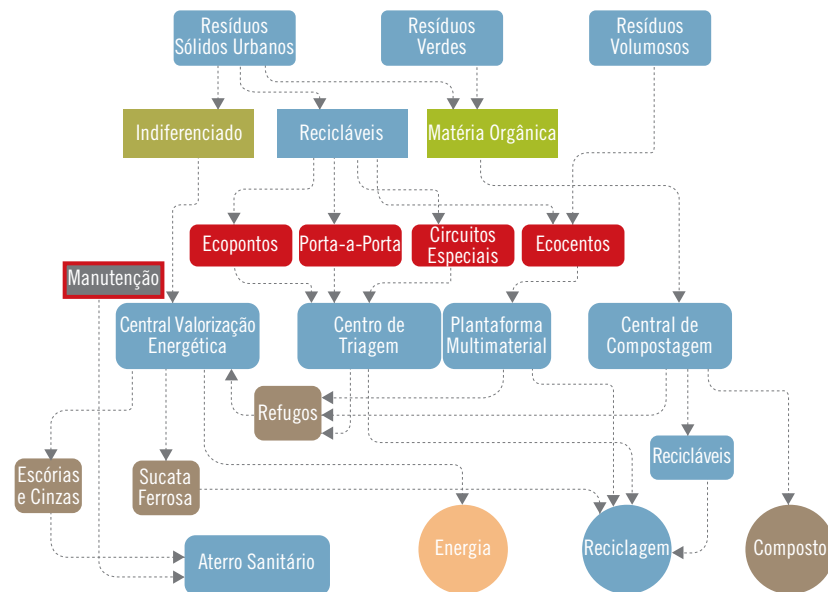 Resíduos
Sólidos Urbanos
Resíduos
Verdes
Resíduos
Volumosos
Indiferenciado
Recicláveis
Matéria Orgânica
Ecopontos
Porta-a-Porta
Circuitos
Especiais
Ecocentos
Manutenção
Central Valorização
Energética
Centro de
Triagem
Plantaforma
Multimaterial
Central de
Compostagem
Refugos
Recicláveis
Escórias
e Cinzas
Sucata
Ferrosa
Aterro Sanitário
Energia
Reciclagem
Composto